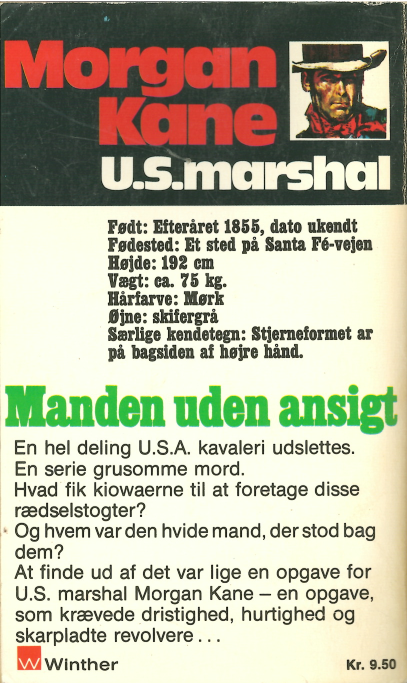 Morgan
Kane
U.S.marshal
Født: Efteråret 1855, dato ukendt
Fødested: Et sted på Santa Fé-vejen
Højde: 192 cm
Vægt: ca. 75 kg.
Hårfarve: Mørk
Øjne: skifergrå
Særlige kendetegn: Stjerneformet ar
på bagsiden af højre hånd.
Manden uden ansigt
En hel deling U.S.A. kavaleri udslettes.
En serie grusomme mord.
Hvad fik kiowaerne til at foretage disse
rædselstogter?
Og hvem var den hvide mand, der stod bag
dem?
At finde ud af det var lige en opgave for
U.S. marshal Morgan Kane – en opgave,
som krævede dristighed, hurtighed og
skarpladte revolvere . . .
W Winther
Kr. 9.50